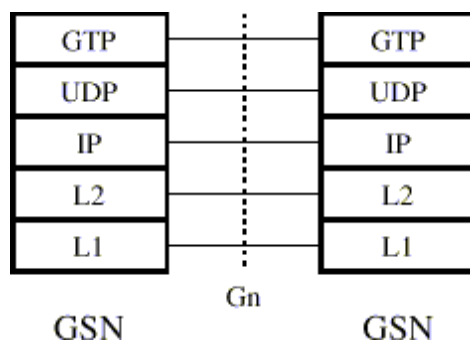 GTP GTP
UDP UDP
IP IP
L2 L2
L1 L1
Gn
GSN GSN